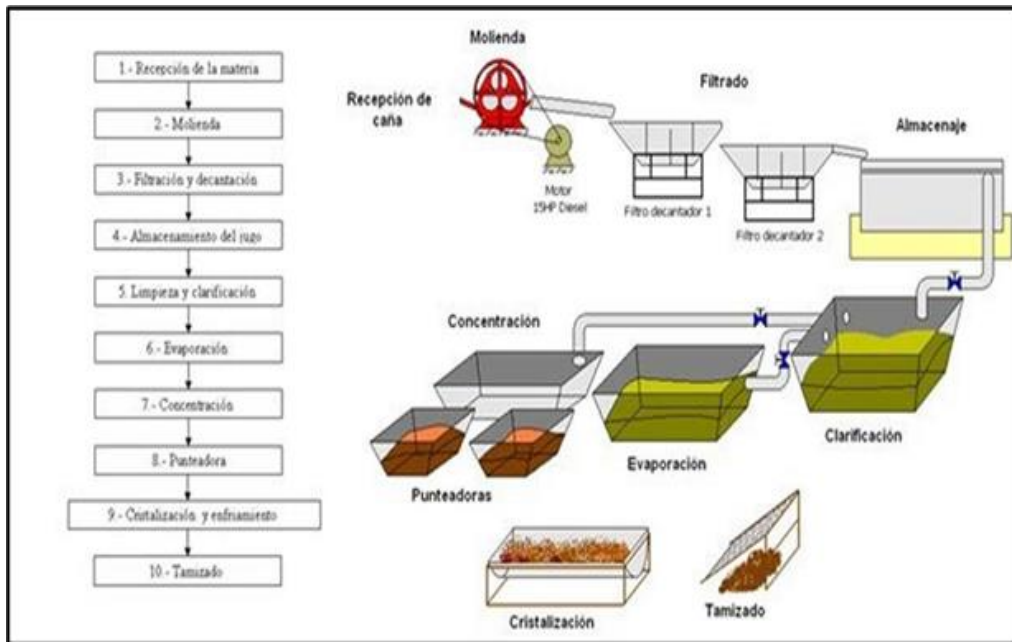 1.- Recepción de la materia
2.- Molienda
3.- Filtración y decantación
4.- Almacenamiento del jugo
5. Limpieza y clarificación
6.- Evaporación
7.- Concentración
8.- Punteadora
9.- Cristalización y enfriamiento
10.- Tamizado
Molienda
Recepción de
caña
Motor
15HP Diesel
Filtrado
Filtro decantador 1
Filtro decantador 2
Almacenaje
Concentración
Punteadoras
Evaporación
Clarificación
Cristalización
Tamizado